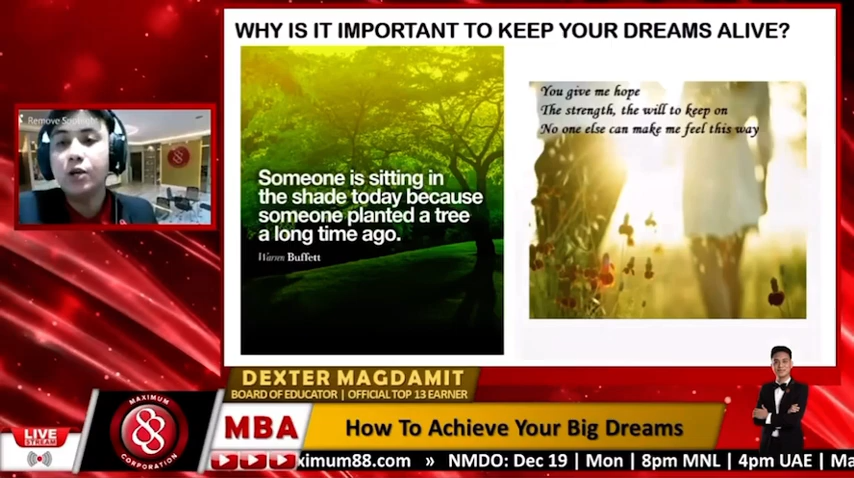 WHY IS IT IMPORTANT TO KEEP YOUR DREAMS ALIVE?
You give me hope
The strength, the will to keep on
No one else can make me feel this way
Remove Spotlight
Someone is sitting in
the shade today because
someone planted a tree
a long time ago.
Warren Buffett
DEXTER MAGDAMIT
BOARD OF EDUCATOR | OFFICIAL TOP 13 EARNER
MAXIMUM
88
CORPORATION
LIVE
STREAM
MBA
How To Achieve Your Big Dreams
ximum88.com » NMDO: Dec 19 | Mon | 8pm MNL | 4pm UAE | Ma